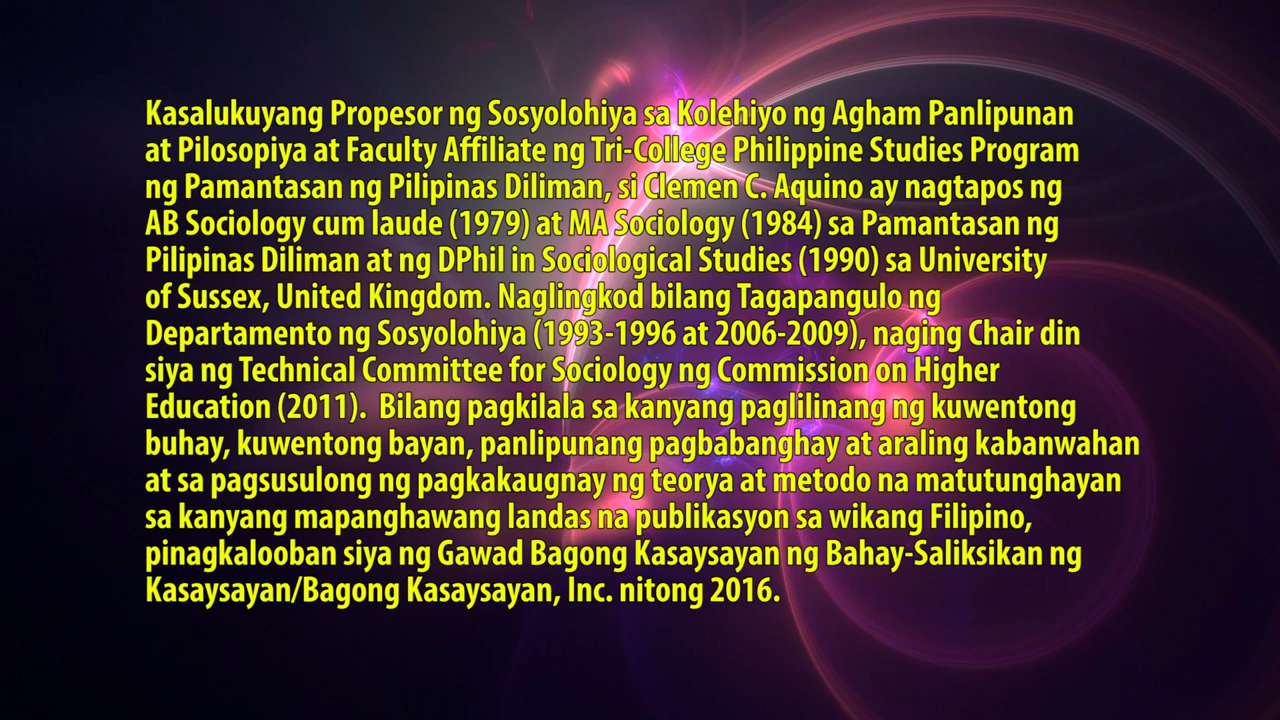 Kasalukuyang Propesor ng Sosyolohiya sa Kolehiyo ng Agham Panlipunan
at Pilosopiya at Faculty Affiliate ng Tri-College Philippine Studies Program
ng Pamantasan ng Pilipinas Diliman, si Clemen C. Aquino ay nagtapos ng
AB Sociology cum laude (1979) at MA Sociology (1984) sa Pamantasan ng
Pilipinas Diliman at ng DPhil in Sociological Studies (1990) sa University
of Sussex, United Kingdom. Naglingkod bilang Tagapangulo ng
Departamento ng Sosyolohiya (1993-1996 at 2006-2009), naging Chair din
siya ng Technical Committee for Sociology ng Commission on Higher
Education (2011).  Bilang pagkilala sa kanyang paglilinang ng kuwentong
buhay, kuwentong bayan, panlipunang pagbabanghay at araling kabanwahan
at sa pagsusulong ng pagkakaugnay ng teorya at metodo na matutunghayan
sa kanyang mapanghawang landas na publikasyon sa wikang Filipino,
pinagkalooban siya ng Gawad Bagong Kasaysayan ng Bahay-Saliksikan ng
Kasaysayan/Bagong Kasaysayan, Inc. nitong 2016.